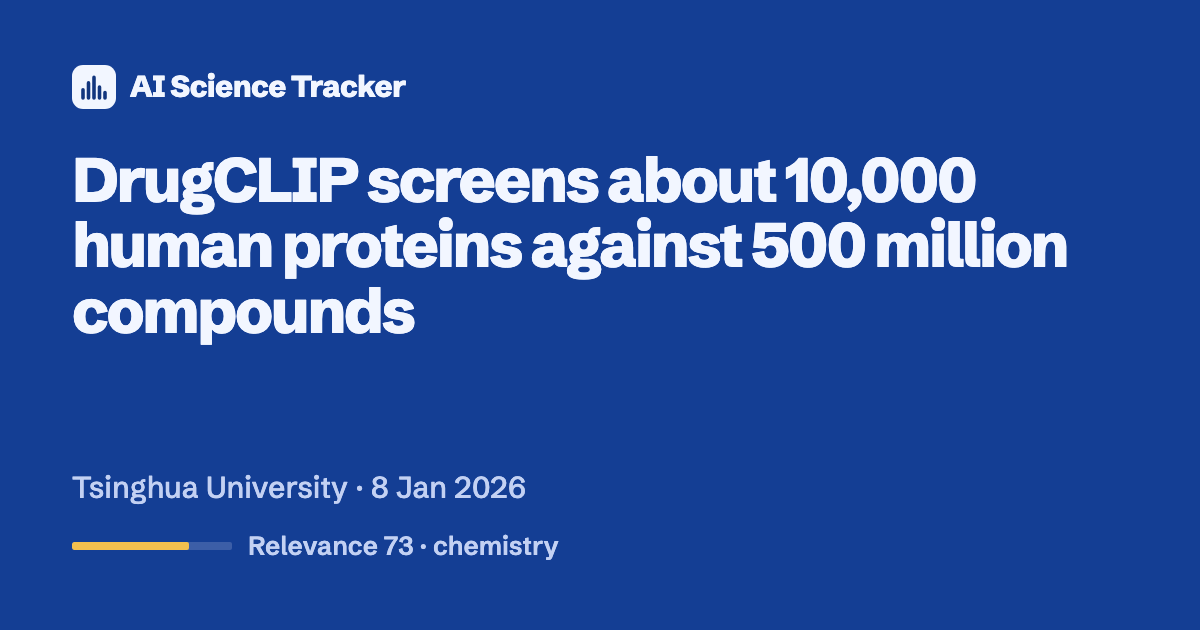 AI Science Tracker
DrugCLIP screens about 10,000
human proteins against 500 million
compounds
Tsinghua University · 8 Jan 2026
Relevance 73 · chemistry